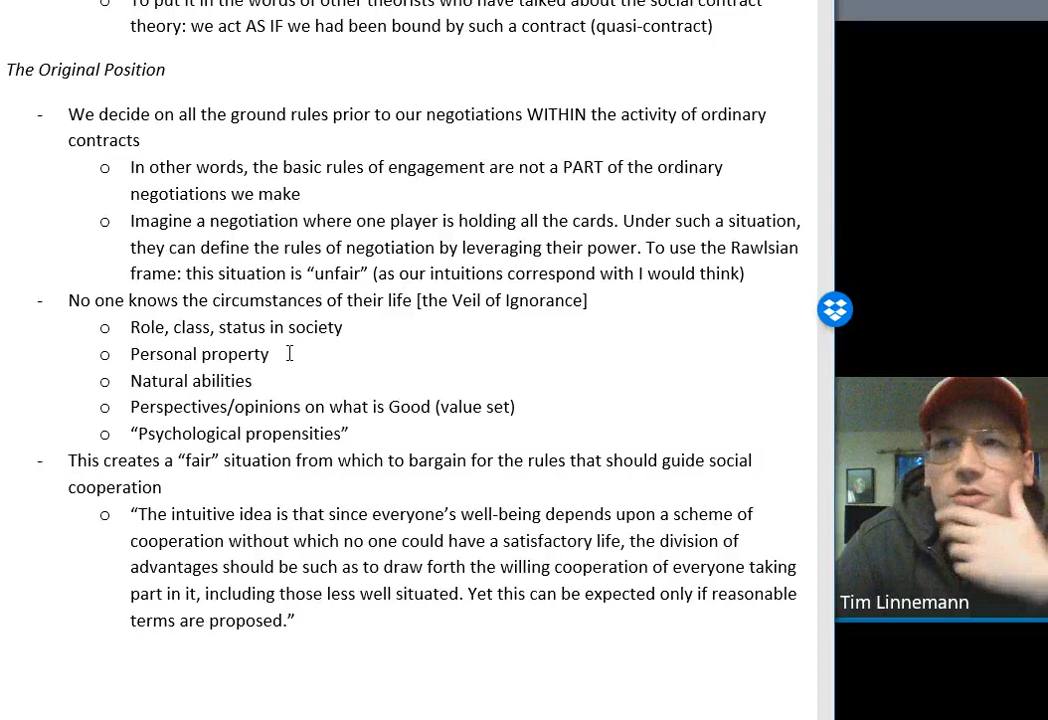 To put it in the words of other theorists who have talked about the social contract
theory: we act AS IF we had been bound by such a contract (quasi-contract)
The Original Position
- We decide on all the ground rules prior to our negotiations WITHIN the activity of ordinary
contracts
o In other words, the basic rules of engagement are not a PART of the ordinary
negotiations we make
o Imagine a negotiation where one player is holding all the cards. Under such a situation,
they can define the rules of negotiation by leveraging their power. To use the Rawlsian
frame: this situation is “unfair” (as our intuitions correspond with I would think)
- No one knows the circumstances of their life [the Veil of Ignorance]
o Role, class, status in society
o Personal property
o Natural abilities
o Perspectives/opinions on what is Good (value set)
o “Psychological propensities”
- This creates a “fair” situation from which to bargain for the rules that should guide social
cooperation
o “The intuitive idea is that since everyone’s well-being depends upon a scheme of
cooperation without which no one could have a satisfactory life, the division of
advantages should be such as to draw forth the willing cooperation of everyone taking
part in it, including those less well situated. Yet this can be expected only if reasonable
terms are proposed.”
Tim Linnemann